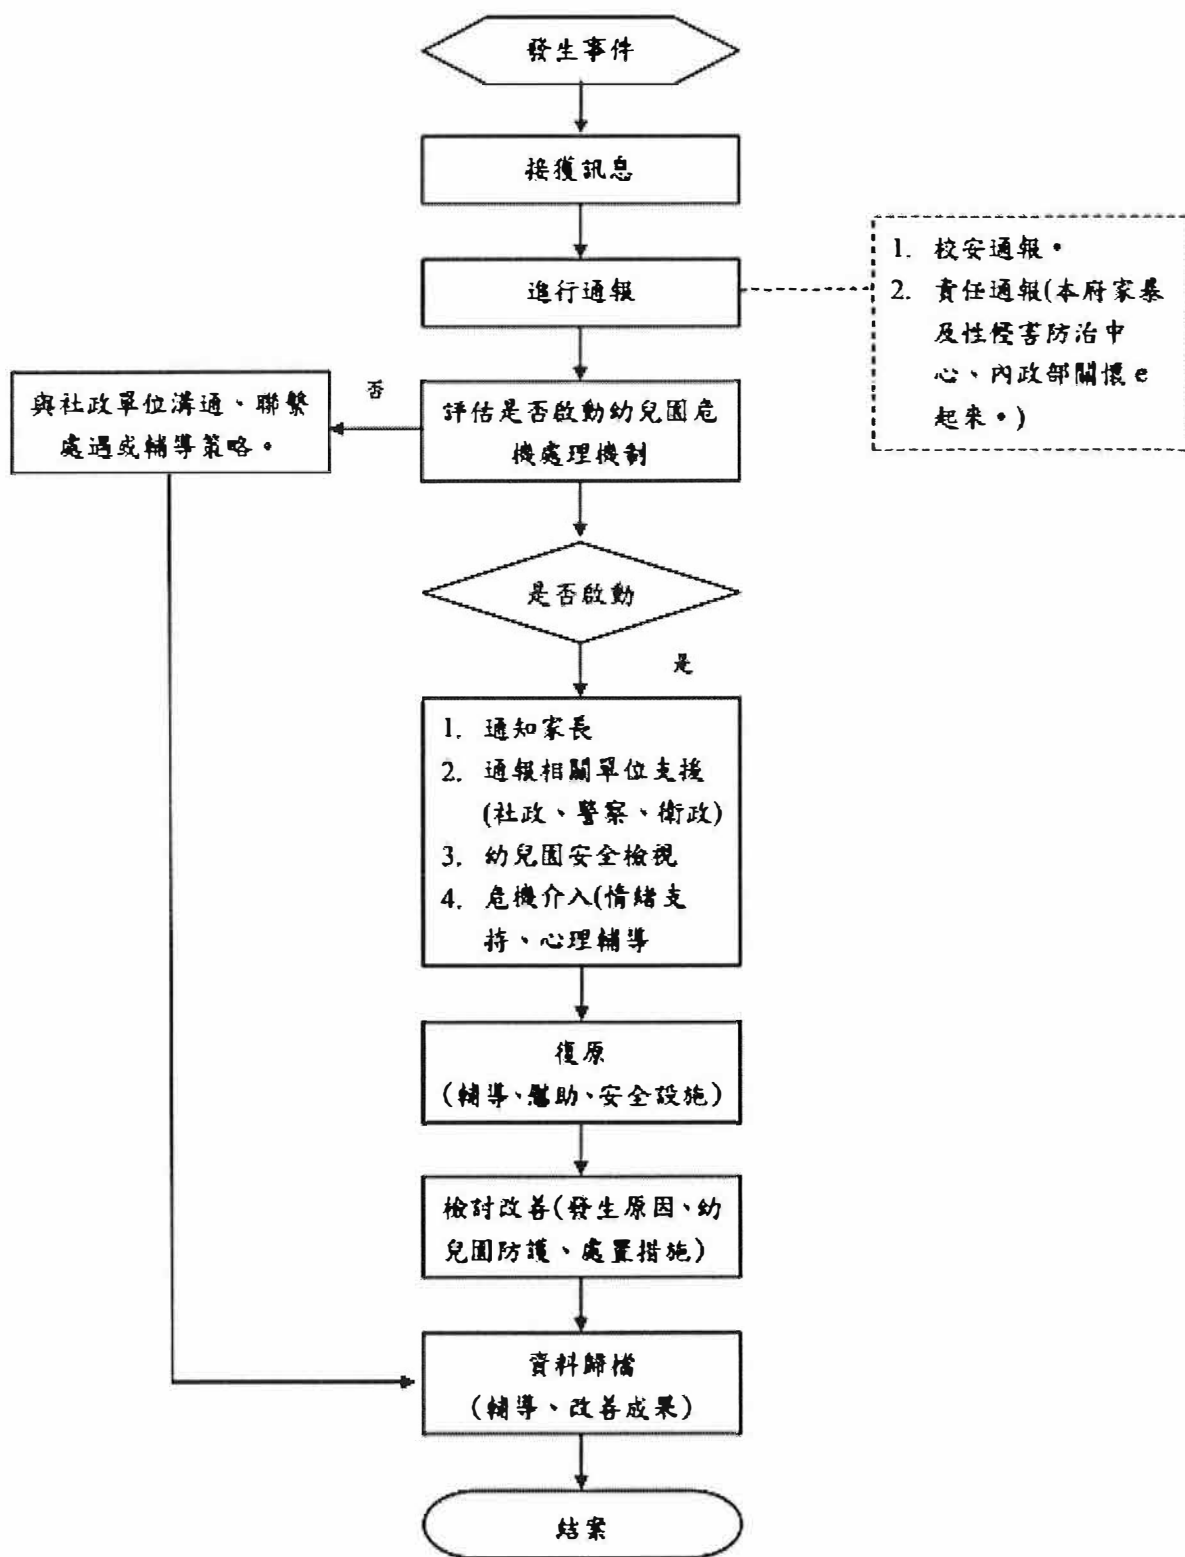 發生事件
接獲訊息
進行通報
1. 校安通報。
2. 責任通報(本府家暴
及性侵害防治中
心、內政部關懷 e
起來。)
否
與社政單位溝通、聯繫
處遇或輔導策略。
評估是否啟動幼兒園危
機處理機制
是否啟動
是
1. 通知家長
2. 通報相關單位支援
(社政、警察、衛政)
3. 幼兒園安全檢視
4. 危機介入(情緒支
持、心理輔導
復原
(輔導、慰助、安全設施)
檢討改善(發生原因、幼
兒園防護、處置措施)
資料歸檔
(輔導、改善成果)
結案